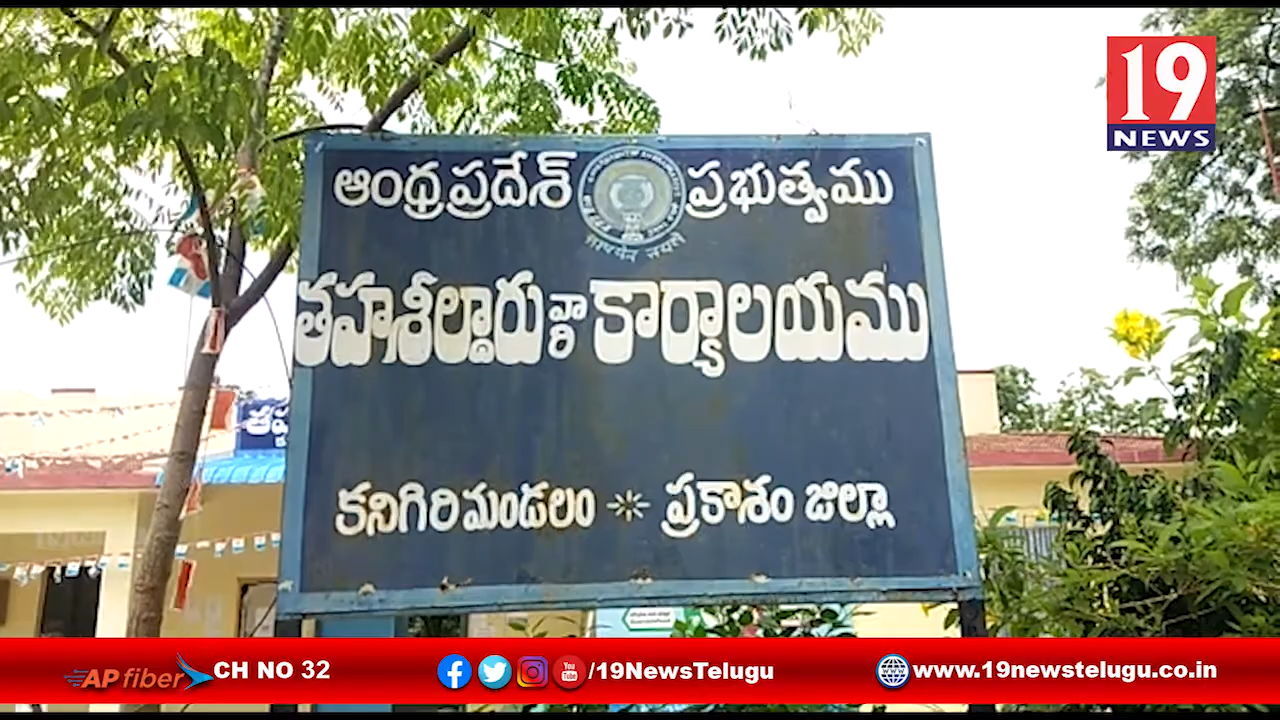 19
NEWS
ఆంధ్రప్రదేశ్ ప్రభుత్వము
తహశీల్దారు వారి కార్యాలయము
కనిగిరి మండలం ✳ ప్రకాశం జిల్లా
తహ
AP fiber CH NO 32 /19NewsTelugu www.19newstelugu.co.in